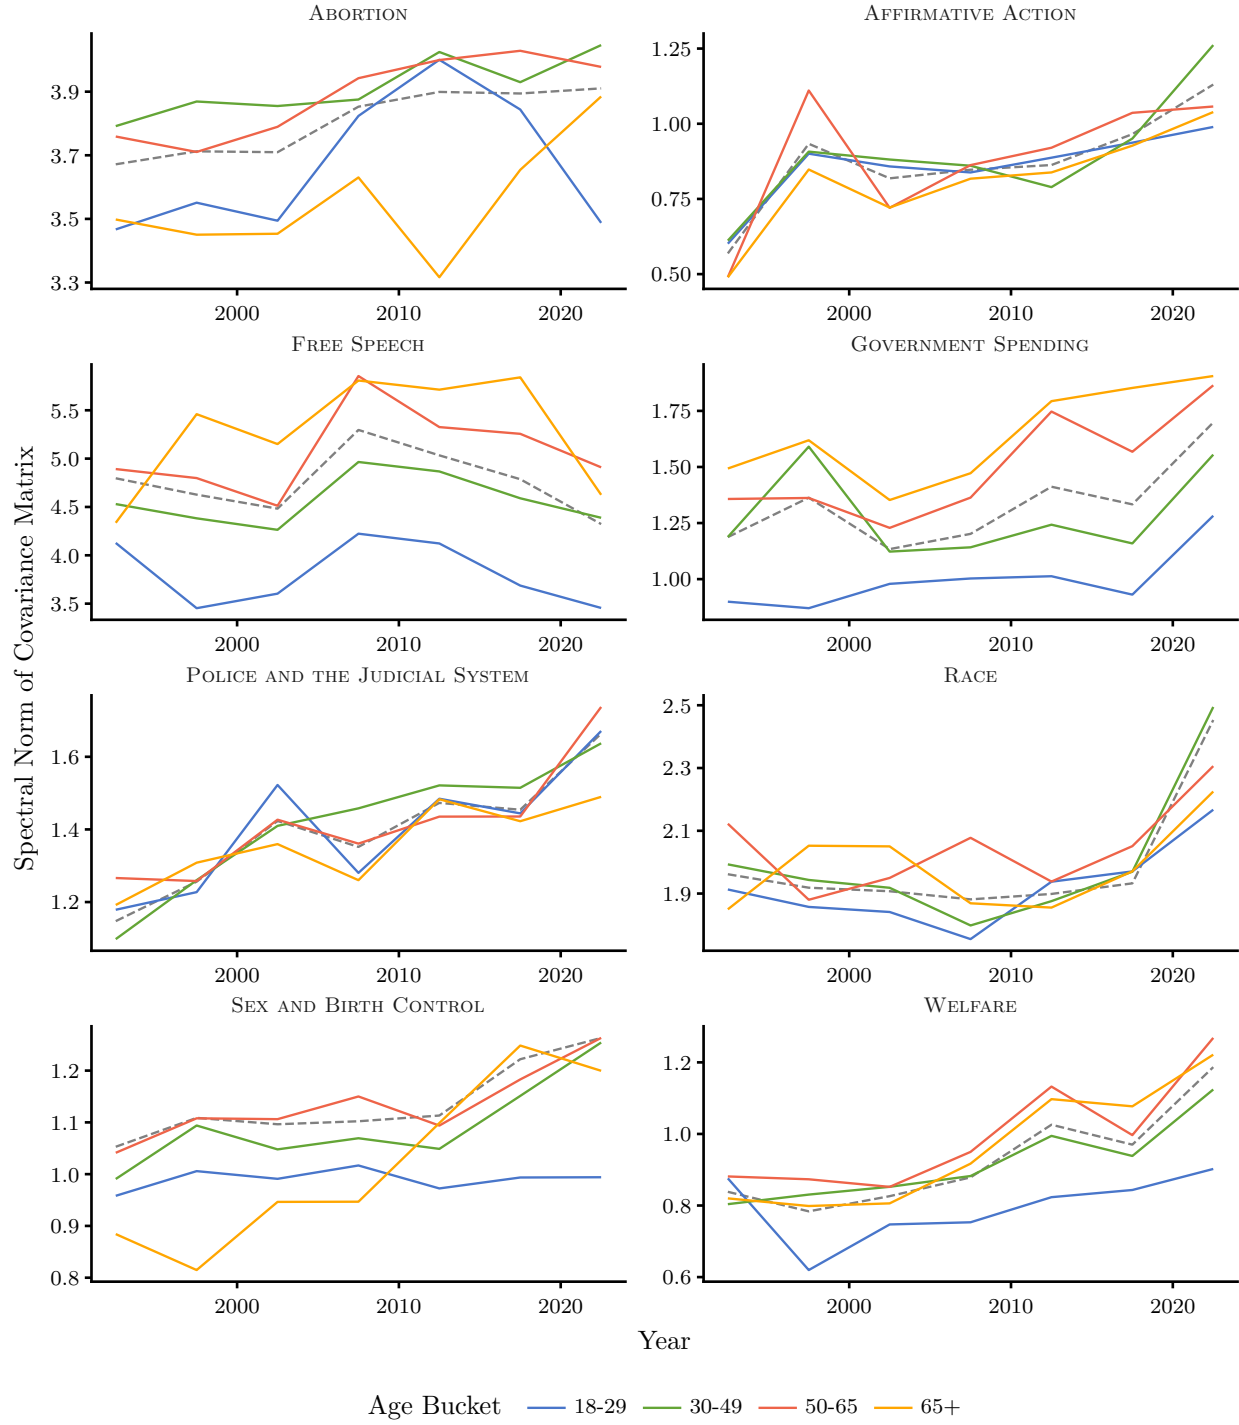 ABORTION
AFFIRMATIVE ACTION
3.9
3.7
3.5
3.3
2000 2010 2020
1.25
1.00
0.75
0.50
2000 2010 2020
FREE SPEECH
GOVERNMENT SPENDING
5.5
5.0
4.5
4.0
3.5
2000 2010 2020
1.75
1.50
1.25
1.00
2000 2010 2020
Spectral Norm of Covariance Matrix
POLICE AND THE JUDICIAL SYSTEM
RACE
1.6
1.4
1.2
2000 2010 2020
2.5
2.3
2.1
1.9
2000 2010 2020
SEX AND BIRTH CONTROL
WELFARE
1.2
1.1
1.0
0.9
0.8
2000 2010 2020
1.2
1.0
0.8
0.6
2000 2010 2020
Year
Age Bucket 18-29 30-49 50-65 65+